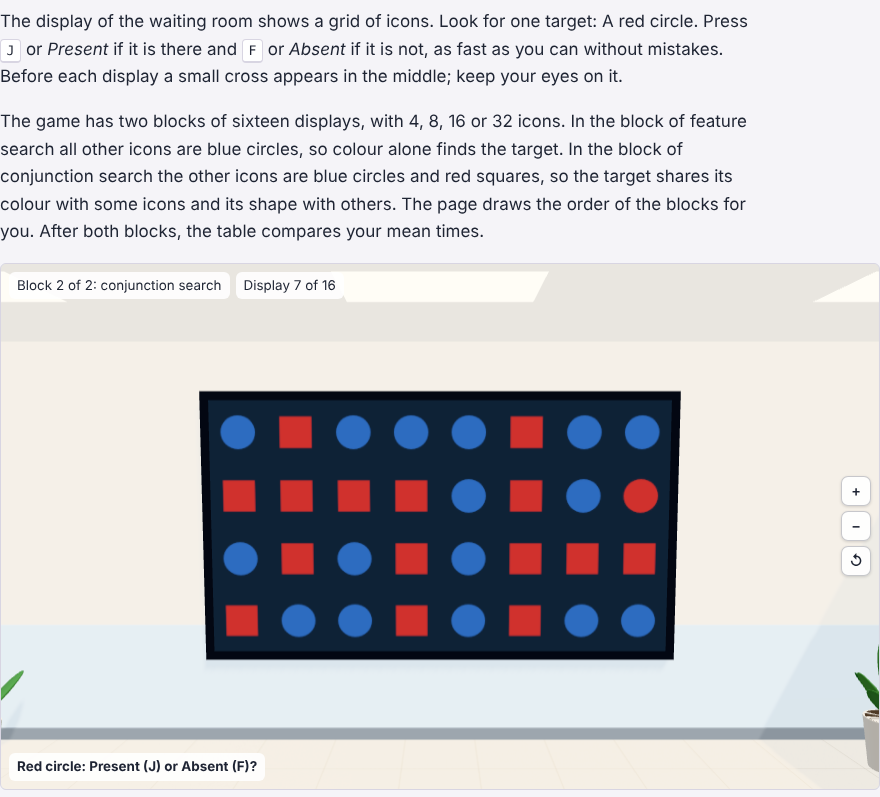 The display of the waiting room shows a grid of icons. Look for one target: A red circle. Press
J or Present if it is there and F or Absent if it is not, as fast as you can without mistakes.
Before each display a small cross appears in the middle; keep your eyes on it.
The game has two blocks of sixteen displays, with 4, 8, 16 or 32 icons. In the block of feature
search all other icons are blue circles, so colour alone finds the target. In the block of
conjunction search the other icons are blue circles and red squares, so the target shares its
colour with some icons and its shape with others. The page draws the order of the blocks for
you. After both blocks, the table compares your mean times.
Block 2 of 2: conjunction search
Display 7 of 16
+
−
Red circle: Present (J) or Absent (F)?